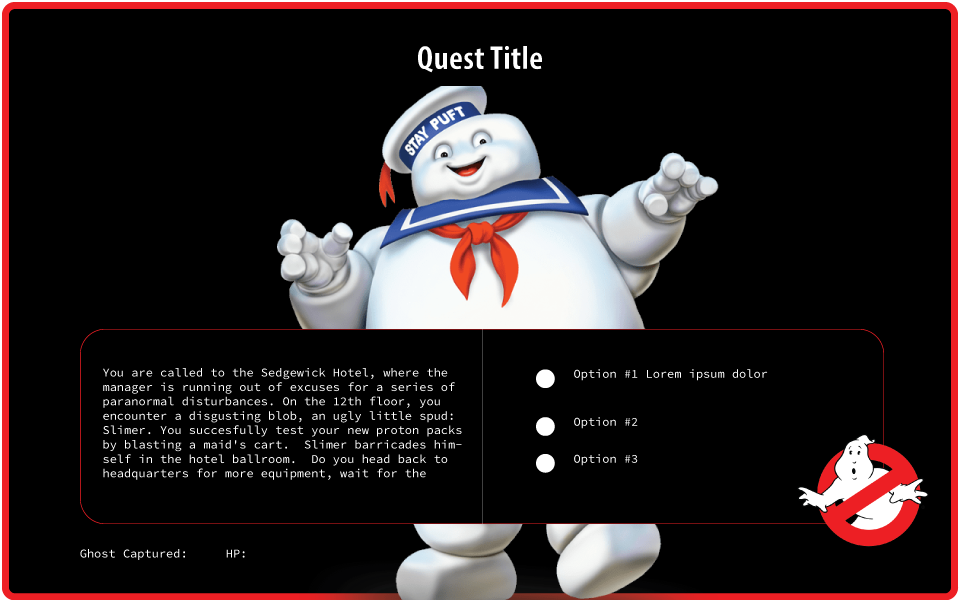 Quest Title
STAY PUFT
You are called to the Sedgewick Hotel, where the
manager is running out of excuses for a series of
paranormal disturbances. On the 12th floor, you
encounter a disgusting blob, an ugly little spud:
Slimer. You succesfully test your new proton packs
by blasting a maid's cart.  Slimer barricades him-
self in the hotel ballroom.  Do you head back to
headquarters for more equipment, wait for the
Option #1 Lorem ipsum dolor
Option #2
Option #3
Ghost Captured:
HP: